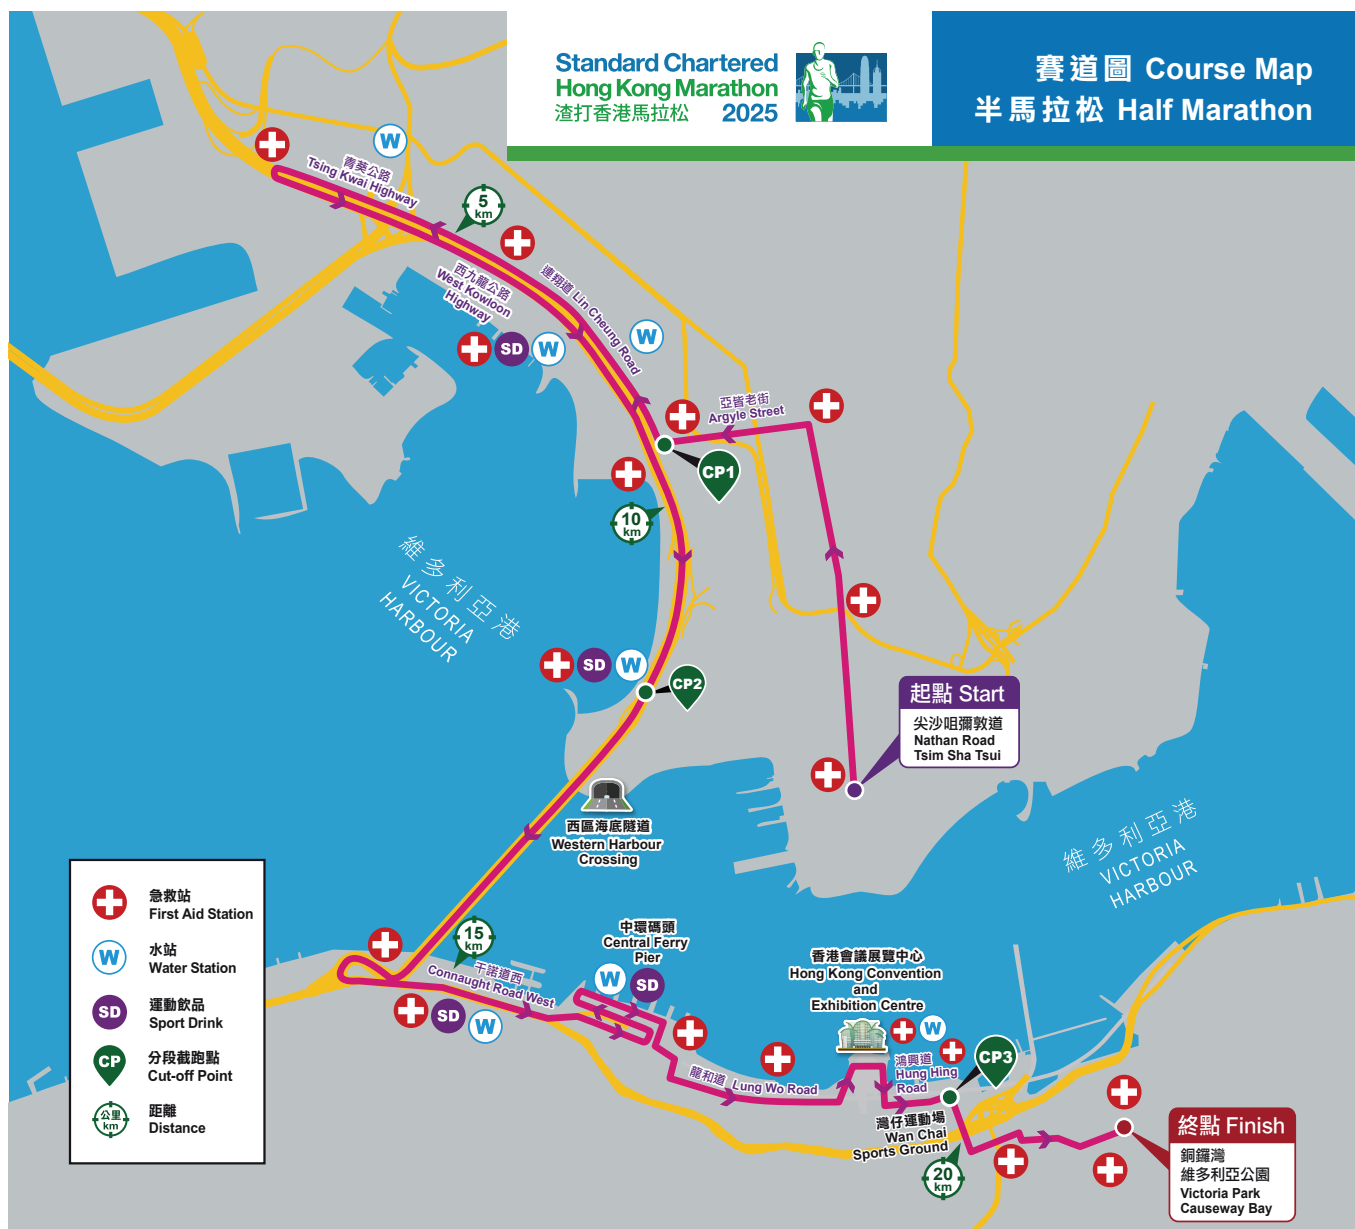 Standard Chartered
Hong Kong Marathon
渣打香港馬拉松 2025
賽道圖 Course Map
半馬拉松 Half Marathon
W
青葵公路
Tsing Kwai Highway
5
km
西九龍公路
West Kowloon
Highway
連翔道 Lin Cheung Road
SD
W
W
亞皆老街
Argyle Street
CP1
10
km
維多利亞港
VICTORIA
HARBOUR
SD
W
CP2
起點 Start
尖沙咀彌敦道
Nathan Road
Tsim Sha Tsui
西區海底隧道
Western Harbour
Crossing
維多利亞港
VICTORIA
HARBOUR
急救站
First Aid Station
W
水站
Water Station
SD
運動飲品
Sport Drink
CP
分段截跑點
Cut-off Point
公里
km
距離
Distance
15
km
干諾道西
Connaught Road West
SD
W
中環碼頭
Central Ferry
Pier
W
SD
龍和道 Lung Wo Road
香港會議展覽中心
Hong Kong Convention
and
Exhibition Centre
W
鴻興道
Hung Hing
Road
CP3
灣仔運動場
Wan Chai
Sports Ground
20
km
終點 Finish
銅鑼灣
維多利亞公園
Victoria Park
Causeway Bay